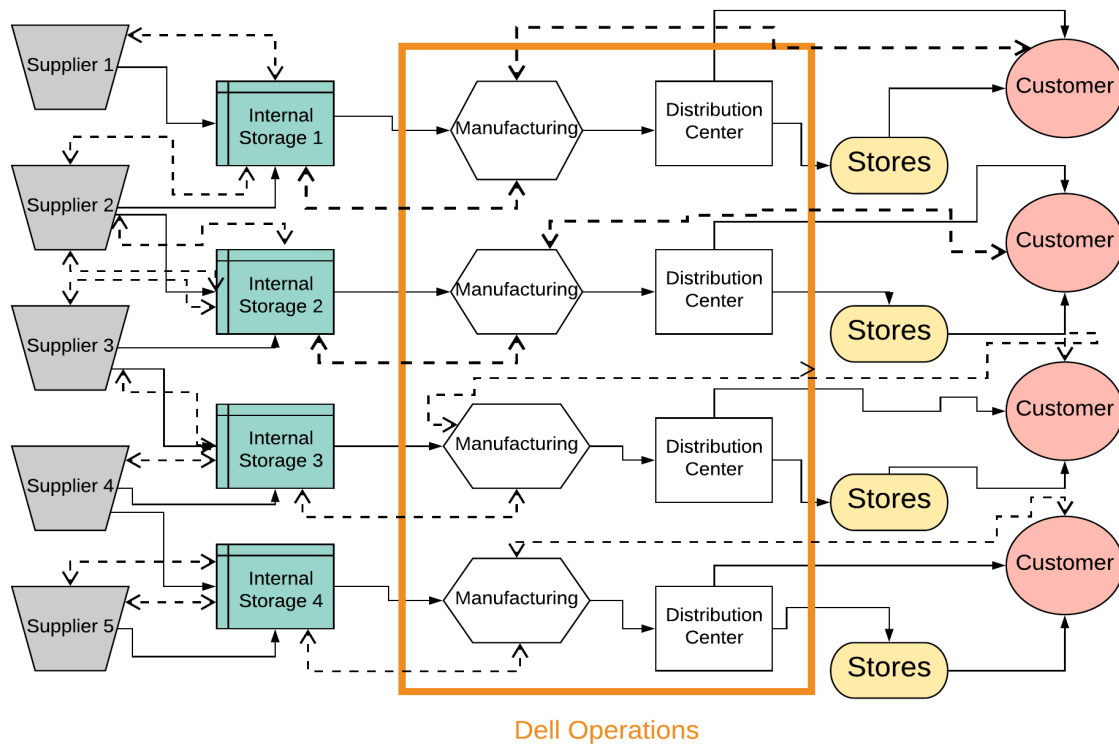 Supplier 1
Internal
Storage 1
Manufacturing
Distribution
Center
Stores
Customer
Supplier 2
Internal
Storage 2
Manufacturing
Distribution
Center
Stores
Customer
Supplier 3
Internal
Storage 3
Manufacturing
Distribution
Center
Stores
Customer
Supplier 4
Supplier 5
Internal
Storage 4
Manufacturing
Distribution
Center
Stores
Customer
Dell Operations